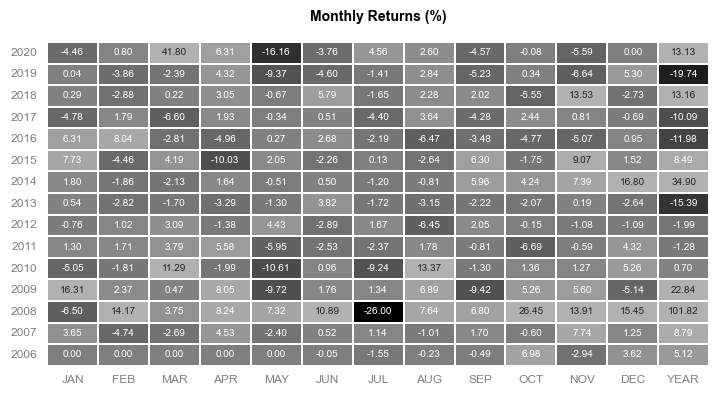 Monthly Returns (%)
2020 -4.46 0.80 41.80 6.31 -16.16 -3.76 4.56 2.60 -4.57 -0.08 -5.59 0.00 13.13
2019 0.04 -3.86 -2.39 4.32 -9.37 -4.60 -1.41 2.84 -5.23 0.34 -6.64 5.30 -19.74
2018 0.29 -2.88 0.22 3.05 -0.67 5.79 -1.65 2.28 2.02 -5.55 13.53 -2.73 13.16
2017 -4.78 1.79 -6.60 1.93 -0.34 0.51 -4.40 3.64 -4.28 2.44 0.81 -0.69 -10.09
2016 6.31 8.04 -2.81 -4.96 0.27 2.68 -2.19 -6.47 -3.48 -4.77 -5.07 0.95 -11.98
2015 7.73 -4.46 4.19 -10.03 2.05 -2.26 0.13 -2.64 6.30 -1.75 9.07 1.52 8.49
2014 1.80 -1.86 -2.13 1.64 -0.51 0.50 -1.20 -0.81 5.96 4.24 7.39 16.80 34.90
2013 0.54 -2.82 -1.70 -3.29 -1.30 3.82 -1.72 -3.15 -2.22 -2.07 0.19 -2.64 -15.39
2012 -0.76 1.02 3.09 -1.38 4.43 -2.89 1.67 -6.45 2.05 -0.15 -1.08 -1.09 -1.99
2011 1.30 1.71 3.79 5.58 -5.95 -2.53 -2.37 1.78 -0.81 -6.69 -0.59 4.32 -1.28
2010 -5.05 -1.81 11.29 -1.99 -10.61 0.96 -9.24 13.37 -1.30 1.36 1.27 5.26 0.70
2009 16.31 2.37 0.47 8.05 -9.72 1.76 1.34 6.89 -9.42 5.26 5.60 -5.14 22.84
2008 -6.50 14.17 3.75 8.24 7.32 10.89 -26.00 7.64 6.80 26.45 13.91 15.45 101.82
2007 3.65 -4.74 -2.69 4.53 -2.40 0.52 1.14 -1.01 1.70 -0.60 7.74 1.25 8.79
2006 0.00 0.00 0.00 0.00 0.00 -0.05 -1.55 -0.23 -0.49 6.98 -2.94 3.62 5.12
JAN FEB MAR APR MAY JUN JUL AUG SEP OCT NOV DEC YEAR